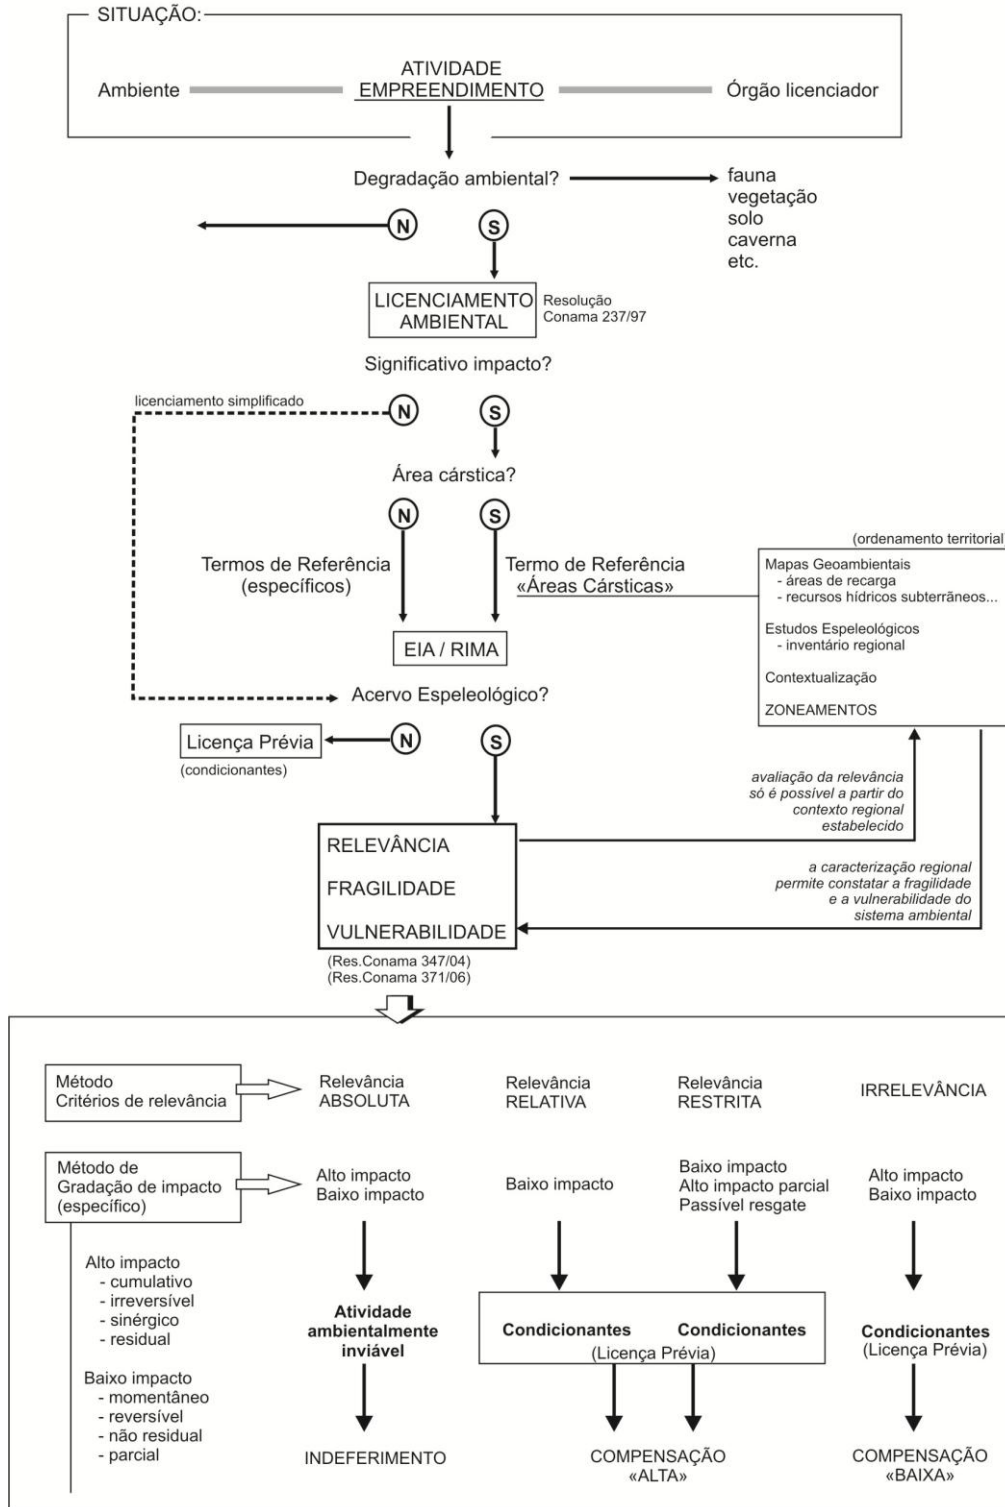 SITUAÇÃO:
ATIVIDADE
Ambiente EMPREENDIMENTO Órgão licenciador
Degradação ambiental?
fauna
vegetação
solo
caverna
etc.
N S
LICENCIAMENTO
AMBIENTAL
Resolução
Conama 237/97
Significativo impacto?
licenciamento simplificado
N S
Área cárstica?
N S
Termos de Referência
(específicos)
Termo de Referência
«Áreas Cársticas»
(ordenamento territorial
Mapas Geoambientais
- áreas de recarga
- recursos hídricos subterrâneos...
Estudos Espeleológicos
- inventário regional
Contextualização
ZONEAMENTOS
EIA / RIMA
Acervo Espeleológico?
N S
Licença Prévia
(condicionantes)
avaliação da relevância
só é possível a partir do
contexto regional
estabelecido
RELEVÂNCIA
FRAGILIDADE
VULNERABILIDADE
a caracterização regional
permite constatar a fragilidade
e a vulnerabilidade do
sistema ambiental
(Res.Conama 347/04)
(Res.Conama 371/06)
Método
Critérios de relevância
Relevância
ABSOLUTA
Relevância
RELATIVA
Relevância
RESTRITA
IRRELEVÂNCIA
Método de
Gradação de impacto
(específico)
Alto impacto
Baixo impacto
Baixo impacto
Baixo impacto
Alto impacto parcial
Passível resgate
Alto impacto
Baixo impacto
Alto impacto
- cumulativo
- irreversível
- sinérgico
- residual
Baixo impacto
- momentâneo
- reversível
- não residual
- parcial
Atividade
ambientalmente
inviável
Condicionantes Condicionantes
(Licença Prévia)
Condicionantes
(Licença Prévia)
INDEFERIMENTO
COMPENSAÇÃO
«ALTA»
COMPENSAÇÃO
«BAIXA»